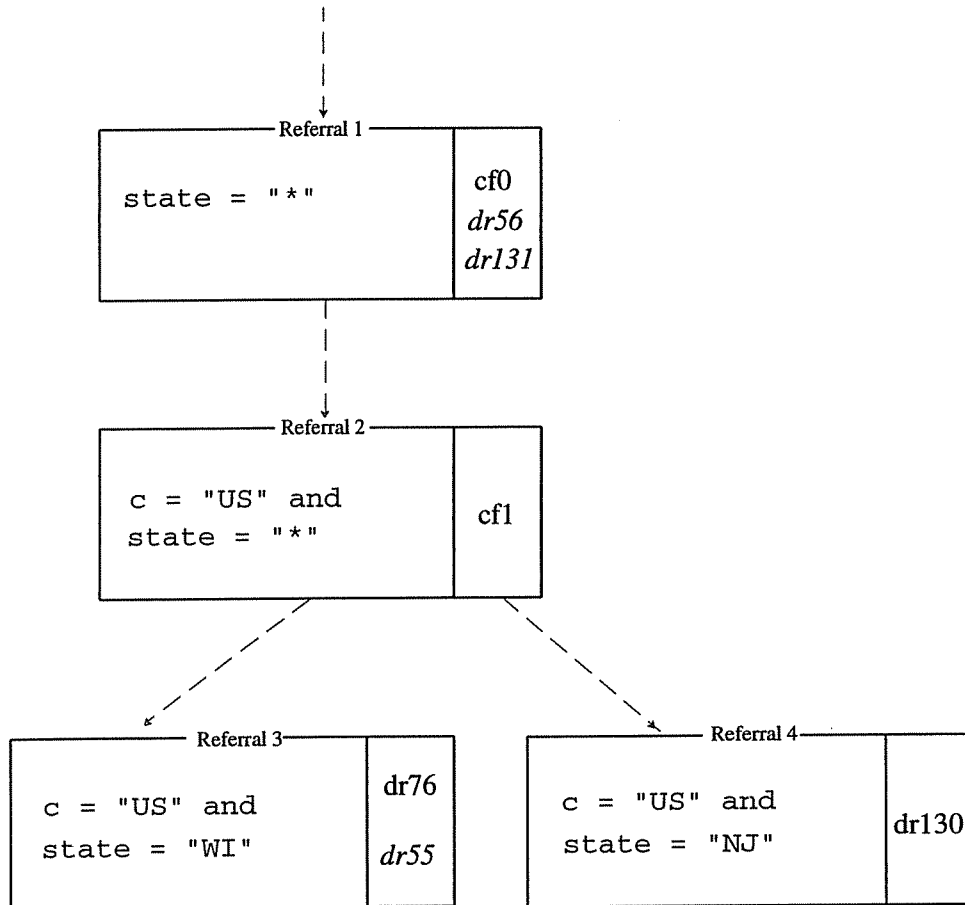 Referral 1
state = "*"
cf0
dr56
dr131
Referral 2
c = "US" and
state = "*"
cf1
Referral 3
c = "US" and
state = "WI"
dr76
dr55
Referral 4
c = "US" and
state = "NJ"
dr130